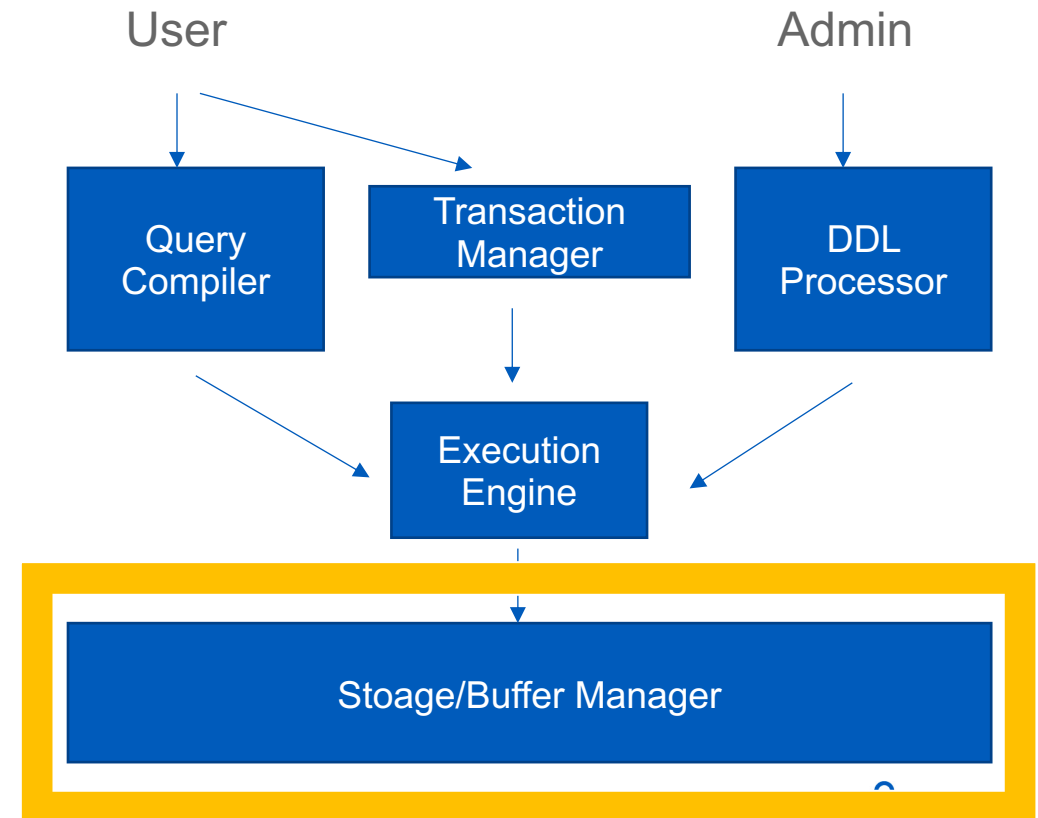 User
Admin
Query
Compiler
Transaction
Manager
DDL
Processor
Execution
Engine
Stoage/Buffer Manager